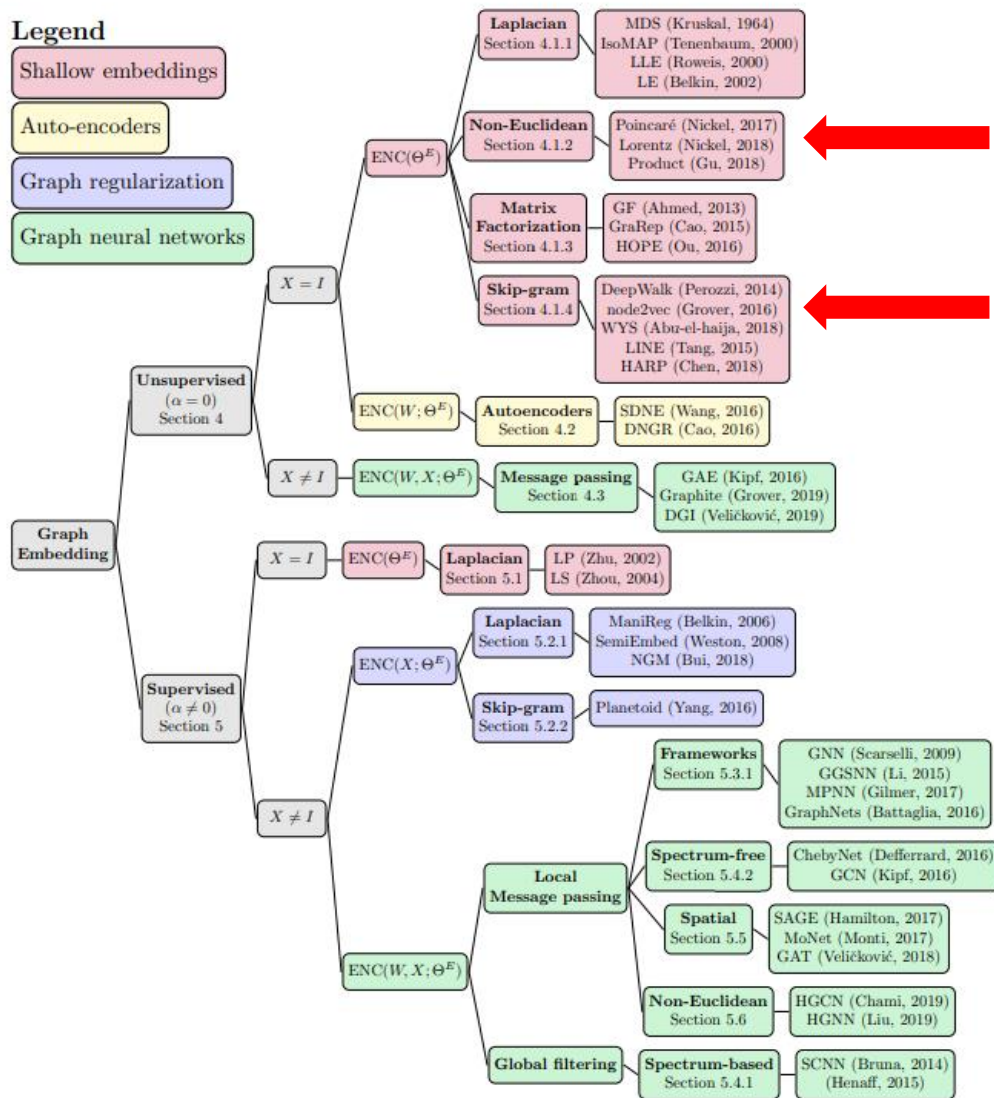 Legend
Shallow embeddings
Auto-encoders
Graph regularization
Graph neural networks
Graph
Embedding
Unsupervised
(α = 0)
Section 4
X = I
ENC(Θ^E)
Laplacian
Section 4.1.1
MDS (Kruskal, 1964)
IsoMAP (Tenenbaum, 2000)
LLE (Roweis, 2000)
LE (Belkin, 2002)
Non-Euclidean
Section 4.1.2
Poincaré (Nickel, 2017)
Lorentz (Nickel, 2018)
Product (Gu, 2018)
Matrix
Factorization
Section 4.1.3
GF (Ahmed, 2013)
GraRep (Cao, 2015)
HOPE (Ou, 2016)
Skip-gram
Section 4.1.4
DeepWalk (Perozzi, 2014)
node2vec (Grover, 2016)
WYS (Abu-el-haija, 2018)
LINE (Tang, 2015)
HARP (Chen, 2018)
ENC(W; Θ^E)
Autoencoders
Section 4.2
SDNE (Wang, 2016)
DNGR (Cao, 2016)
X ≠ I
ENC(W, X; Θ^E)
Message passing
Section 4.3
GAE (Kipf, 2016)
Graphite (Grover, 2019)
DGI (Veličković, 2019)
Supervised
(α ≠ 0)
Section 5
X = I
ENC(Θ^E)
Laplacian
Section 5.1
LP (Zhu, 2002)
LS (Zhou, 2004)
X ≠ I
ENC(X; Θ^E)
Laplacian
Section 5.2.1
ManiReg (Belkin, 2006)
SemiEmbed (Weston, 2008)
NGM (Bui, 2018)
Skip-gram
Section 5.2.2
Planetoid (Yang, 2016)
ENC(W, X; Θ^E)
Local
Message passing
Frameworks
Section 5.3.1
GNN (Scarselli, 2009)
GGSNN (Li, 2015)
MPNN (Gilmer, 2017)
GraphNets (Battaglia, 2016)
Spectrum-free
Section 5.4.2
ChebyNet (Defferrard, 2016)
GCN (Kipf, 2016)
Spatial
Section 5.5
SAGE (Hamilton, 2017)
MoNet (Monti, 2017)
GAT (Veličković, 2018)
Non-Euclidean
Section 5.6
HGCN (Chami, 2019)
HGNN (Liu, 2019)
Global filtering
Spectrum-based
Section 5.4.1
SCNN (Bruna, 2014)
(Henaff, 2015)